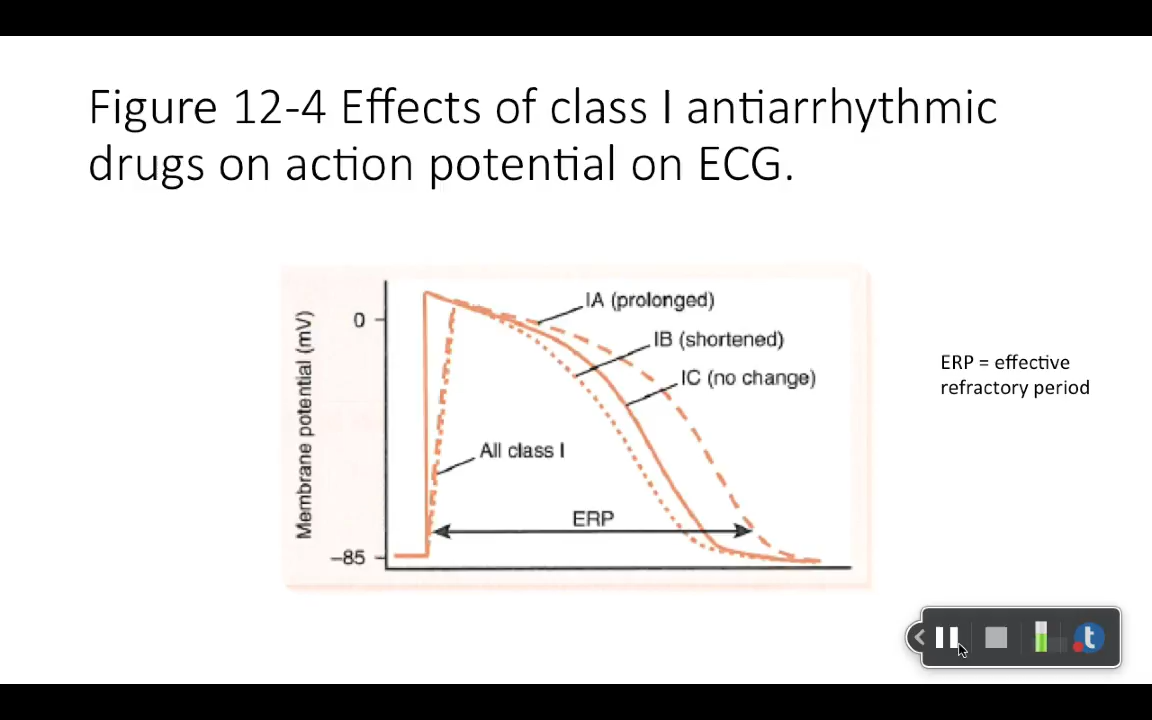 Figure 12-4 Effects of class I antiarrhythmic
drugs on action potential on ECG.
Membrane potential (mV)
0
−85
IA (prolonged)
IB (shortened)
IC (no change)
All class I
ERP
ERP = effective
refractory period
t